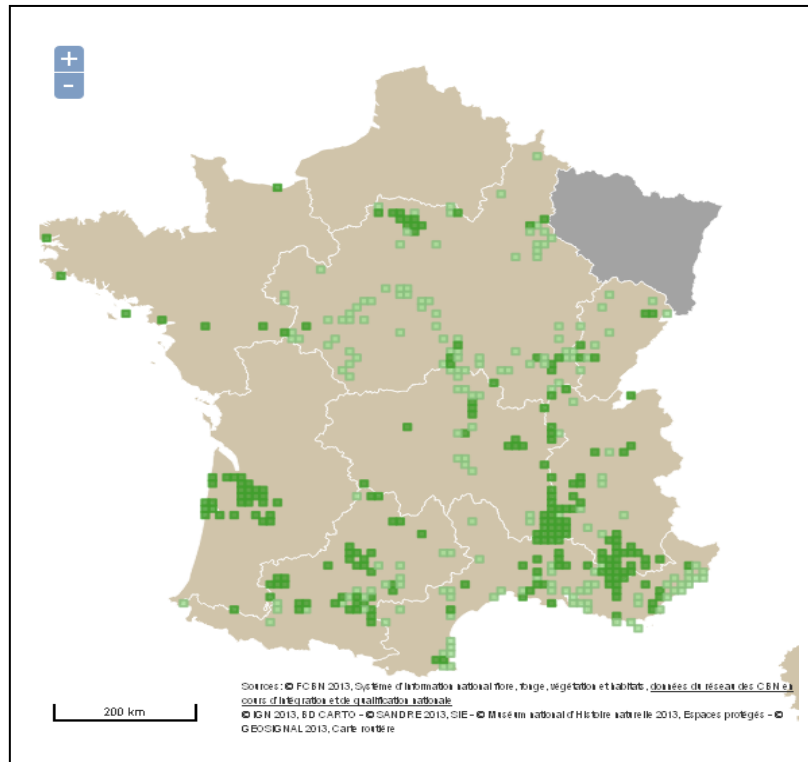 +
−
Sources : © FCBN 2013, Système d'information national flore, fonge, végétation et habitats, données du réseau des CBN en
cours d'intégration et de qualification nationale
© IGN 2013, BD CARTO - © SANDRE 2013, SIE - © Muséum national d'Histoire naturelle 2013, Espaces protégés - ©
GEOSIGNAL 2013, Carte routière
200 km